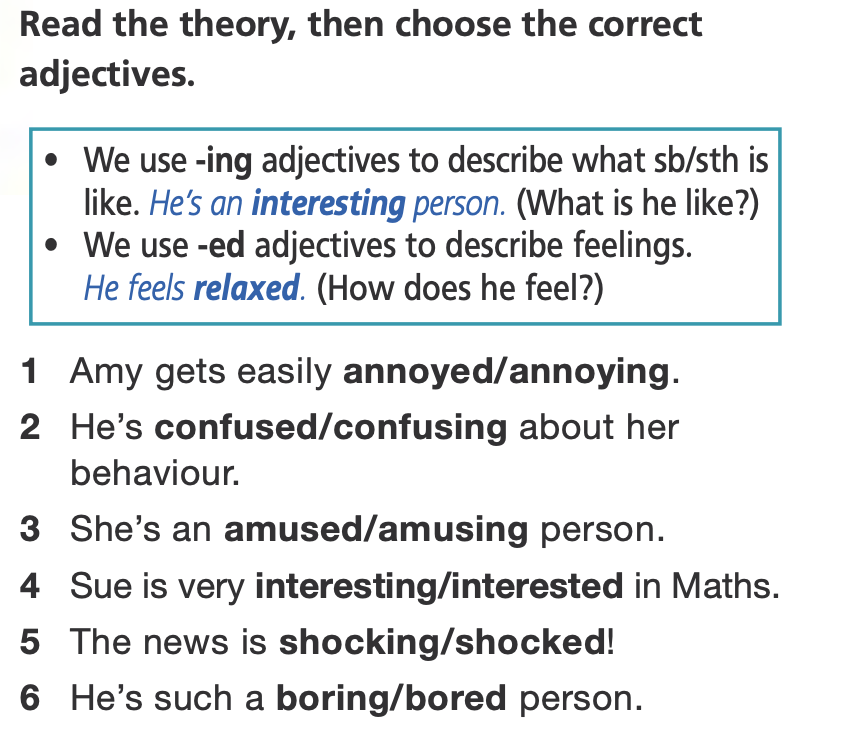 Read the theory, then choose the correct
adjectives.
• We use -ing adjectives to describe what sb/sth is
like. He's an interesting person. (What is he like?)
• We use -ed adjectives to describe feelings.
He feels relaxed. (How does he feel?)
1 Amy gets easily annoyed/annoying.
2 He's confused/confusing about her
behaviour.
3 She's an amused/amusing person.
4 Sue is very interesting/interested in Maths.
5 The news is shocking/shocked!
6 He's such a boring/bored person.